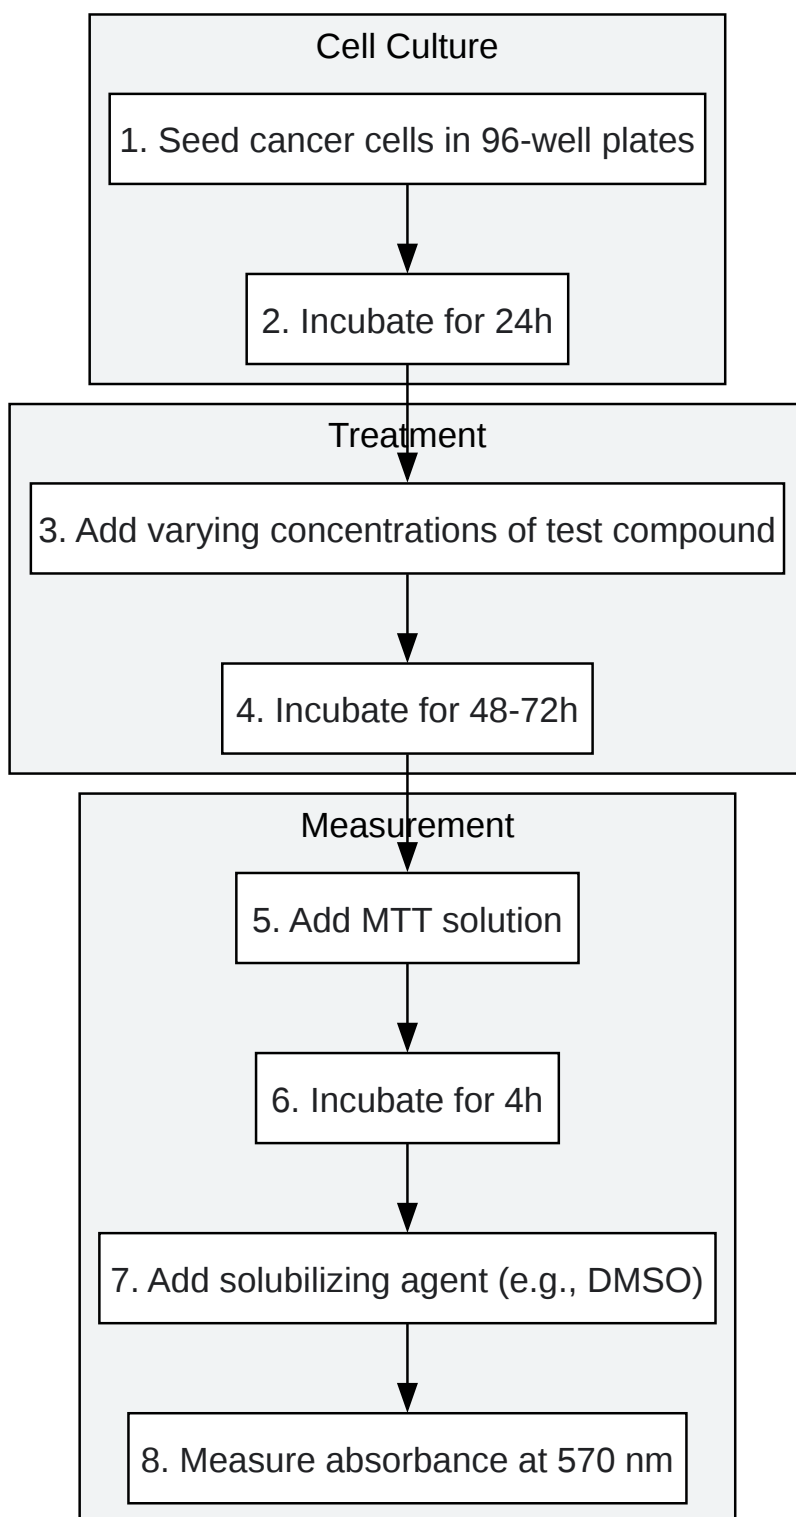 Cell Culture
1. Seed cancer cells in 96-well plates
2. Incubate for 24h
Treatment
3. Add varying concentrations of test compound
4. Incubate for 48-72h
Measurement
5. Add MTT solution
6. Incubate for 4h
7. Add solubilizing agent (e.g., DMSO)
8. Measure absorbance at 570 nm